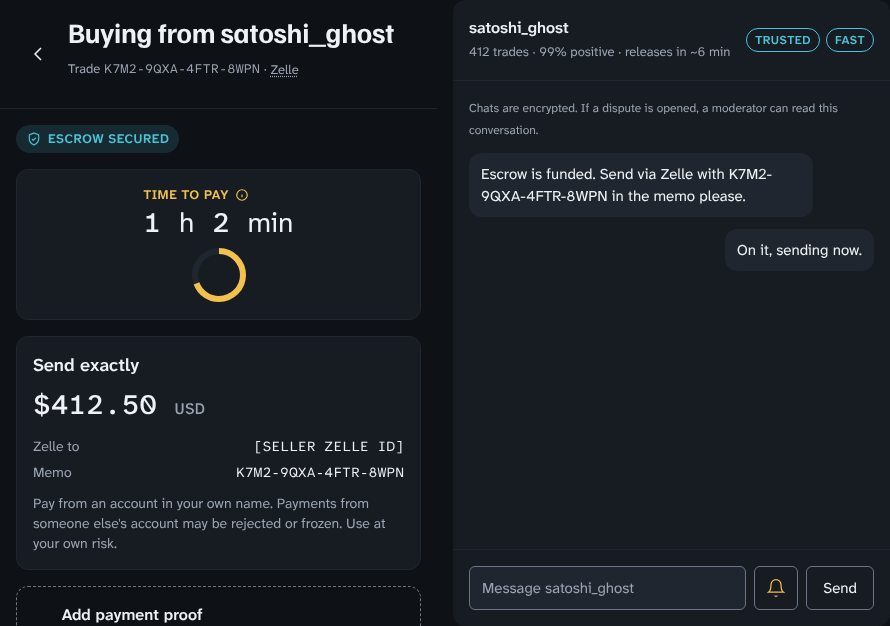 Buying from satoshi_ghost
Trade K7M2-9QXA-4FTR-8WPN · Zelle
ESCROW SECURED
TIME TO PAY
1 h 2 min
Send exactly
$412.50 USD
Zelle to [SELLER ZELLE ID]
Memo K7M2-9QXA-4FTR-8WPN
Pay from an account in your own name. Payments from
someone else's account may be rejected or frozen. Use at
your own risk.
Add payment proof
satoshi_ghost
412 trades · 99% positive · releases in ~6 min
TRUSTED
FAST
Chats are encrypted. If a dispute is opened, a moderator can read this
conversation.
Escrow is funded. Send via Zelle with K7M2-
9QXA-4FTR-8WPN in the memo please.
On it, sending now.
Message satoshi_ghost
Send